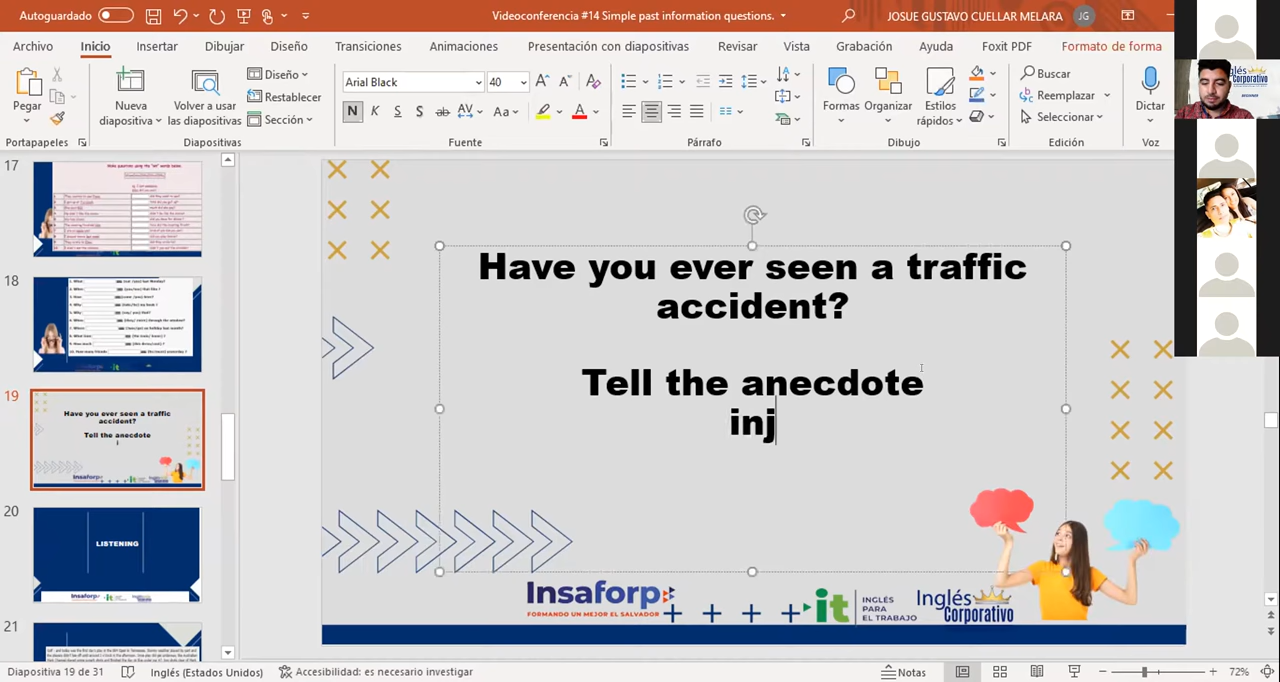 Autoguardado
Videoconferencia #14 Simple past information questions.
JOSUE GUSTAVO CUELLAR MELARA
JG
Archivo
Inicio
Insertar
Dibujar
Diseño
Transiciones
Animaciones
Presentación con diapositivas
Revisar
Vista
Grabación
Ayuda
Foxit PDF
Formato de forma
Pegar
Nueva diapositiva
Volver a usar las diapositivas
Diseño
Restablecer
Sección
Arial Black
40
N
K
S
S
ab
AV
Aa
A
Formas
Organizar
Estilos rápidos
Buscar
Reemplazar
Seleccionar
Dictar
Portapapeles
Diapositivas
Fuente
Párrafo
Dibujo
Edición
Voz
17
18
19
Have you ever seen a traffic
accident?
Tell the anecdote
20
LISTENING
21
Have you ever seen a traffic
accident?
Tell the anecdote
inj
Insaforp
FORMANDO UN MEJOR EL SALVADOR
it
INGLÉS
PARA
EL TRABAJO
Inglés
Corporativo
Diapositiva 19 de 31
Inglés (Estados Unidos)
Accesibilidad: es necesario investigar
Notas
72%